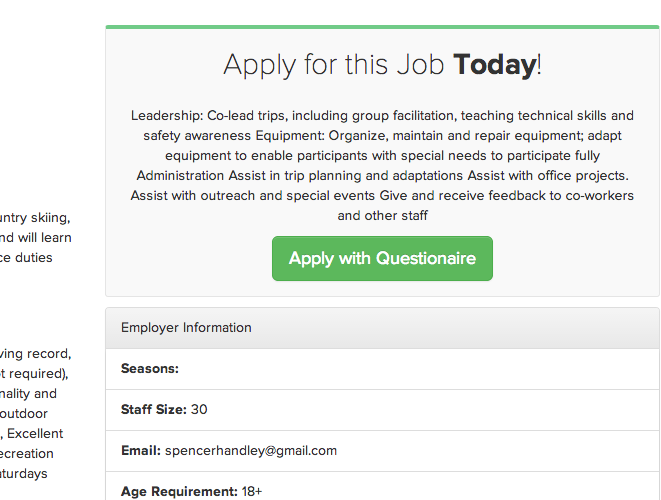 Apply for this Job Today!
Leadership: Co-lead trips, including group facilitation, teaching technical skills and
safety awareness Equipment: Organize, maintain and repair equipment; adapt
equipment to enable participants with special needs to participate fully
Administration Assist in trip planning and adaptations Assist with office projects.
Assist with outreach and special events Give and receive feedback to co-workers
and other staff
Apply with Questionaire
Employer Information
Seasons:
Staff Size: 30
Email: spencerhandley@gmail.com
Age Requirement: 18+
untry skiing,
nd will learn
ce duties
ving record,
t required),
nality and
outdoor
, Excellent
ecreation
aturdays